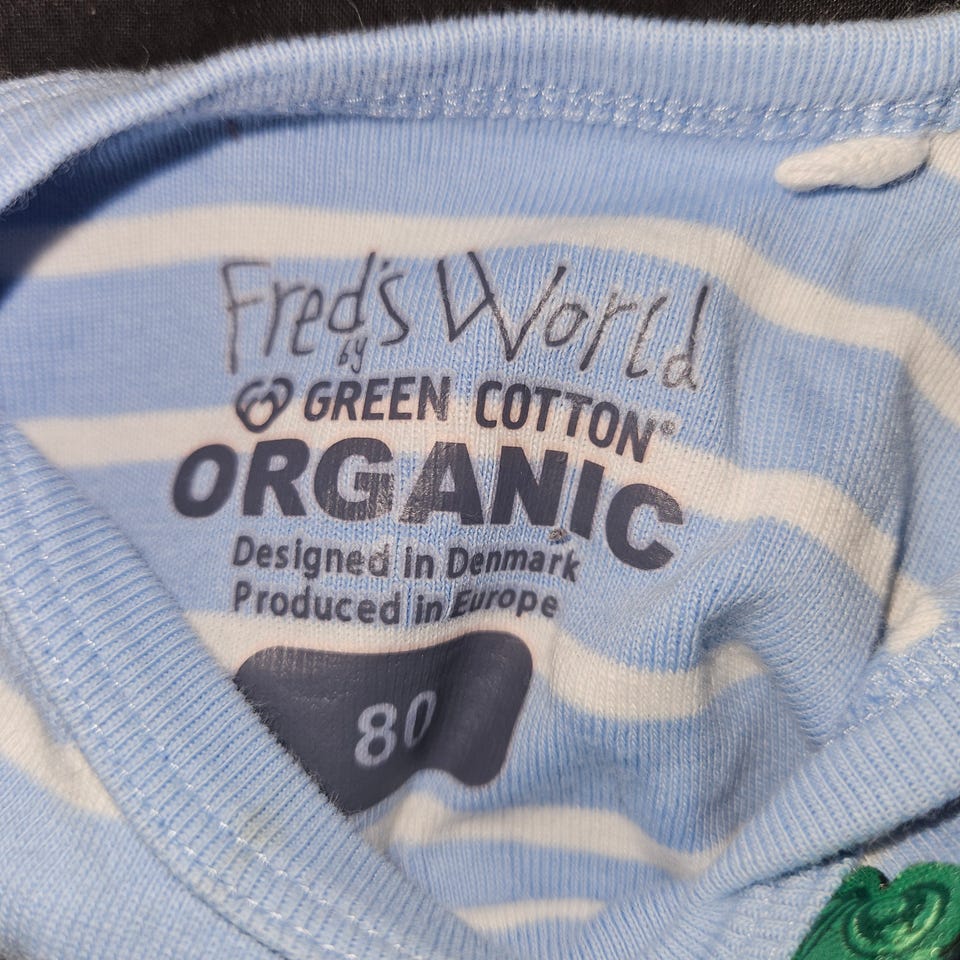 Fred's World
by
GREEN COTTON®
ORGANIC
Designed in Denmark
Produced in Europe
80